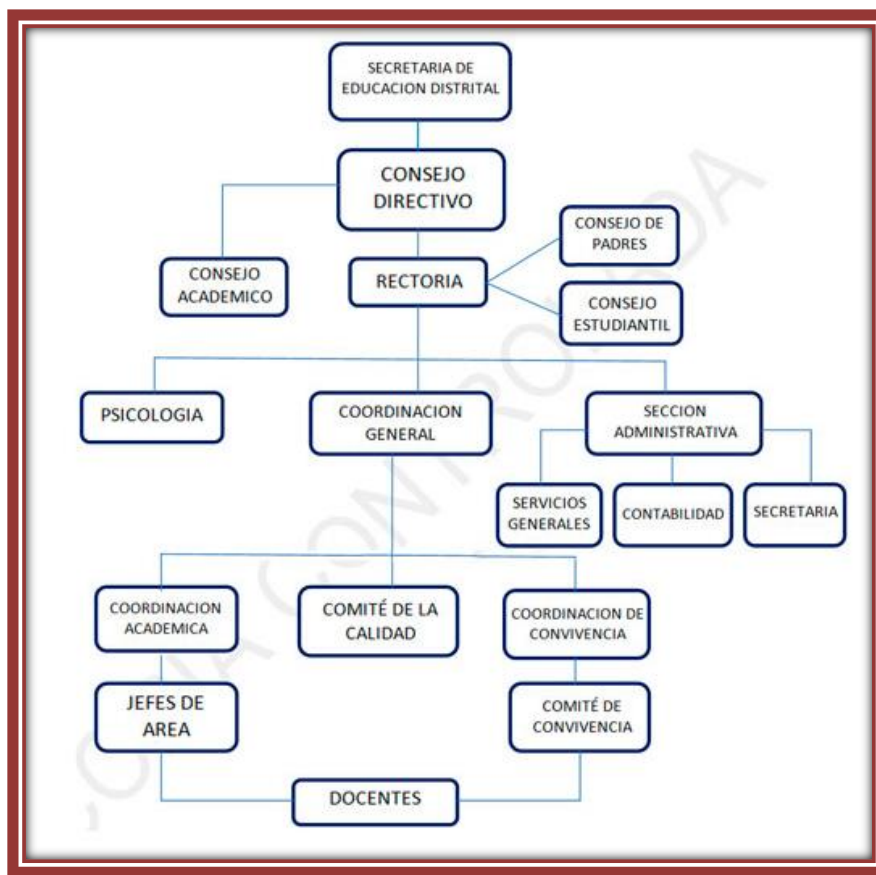 SECRETARIA DE
EDUCACION DISTRITAL
CONSEJO
DIRECTIVO
CONSEJO DE
PADRES
CONSEJO
ACADEMICO
RECTORIA
CONSEJO
ESTUDIANTIL
PSICOLOGIA
COORDINACION
GENERAL
SECCION
ADMINISTRATIVA
SERVICIOS
GENERALES
CONTABILIDAD
SECRETARIA
COORDINACION
ACADEMICA
COMITÉ DE LA
CALIDAD
COORDINACION DE
CONVIVENCIA
JEFES DE
AREA
COMITÉ DE
CONVIVENCIA
DOCENTES
COPIA CONTROLADA